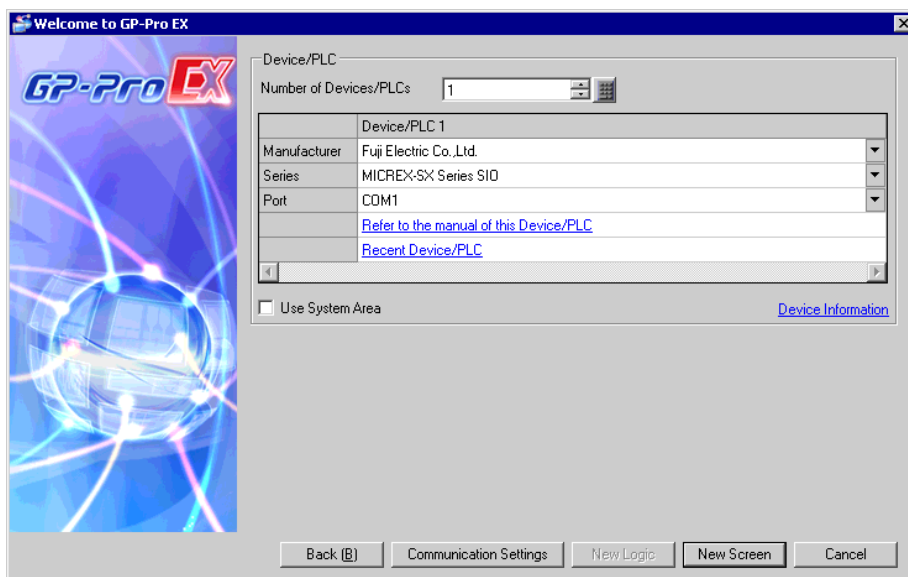 Welcome to GP-Pro EX
GP-Pro EX
Device/PLC
Number of Devices/PLCs 1
Device/PLC 1
Manufacturer Fuji Electric Co.,Ltd.
Series MICREX-SX Series SIO
Port COM1
Refer to the manual of this Device/PLC
Recent Device/PLC
Use System Area Device Information
Back (B) Communication Settings New Logic New Screen Cancel